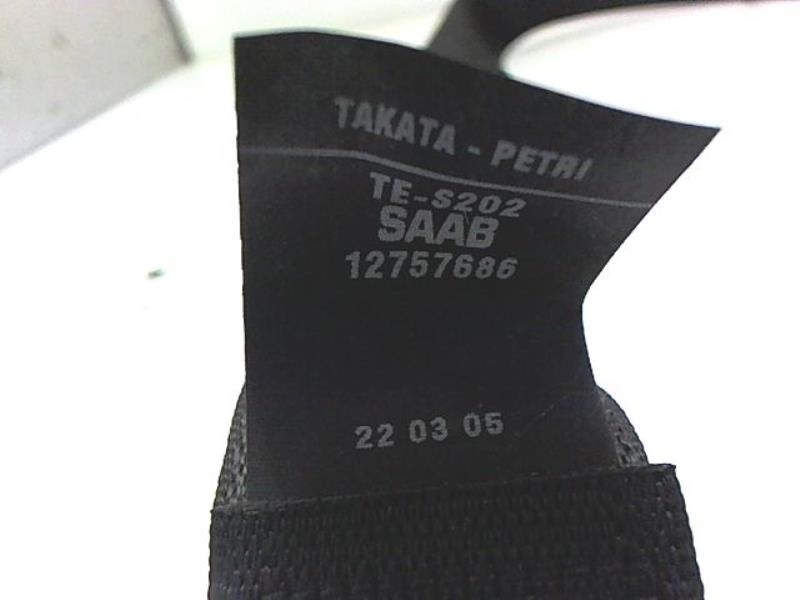 TAKATA - PETRI
TE-S202
SAAB
12757686
22 03 05